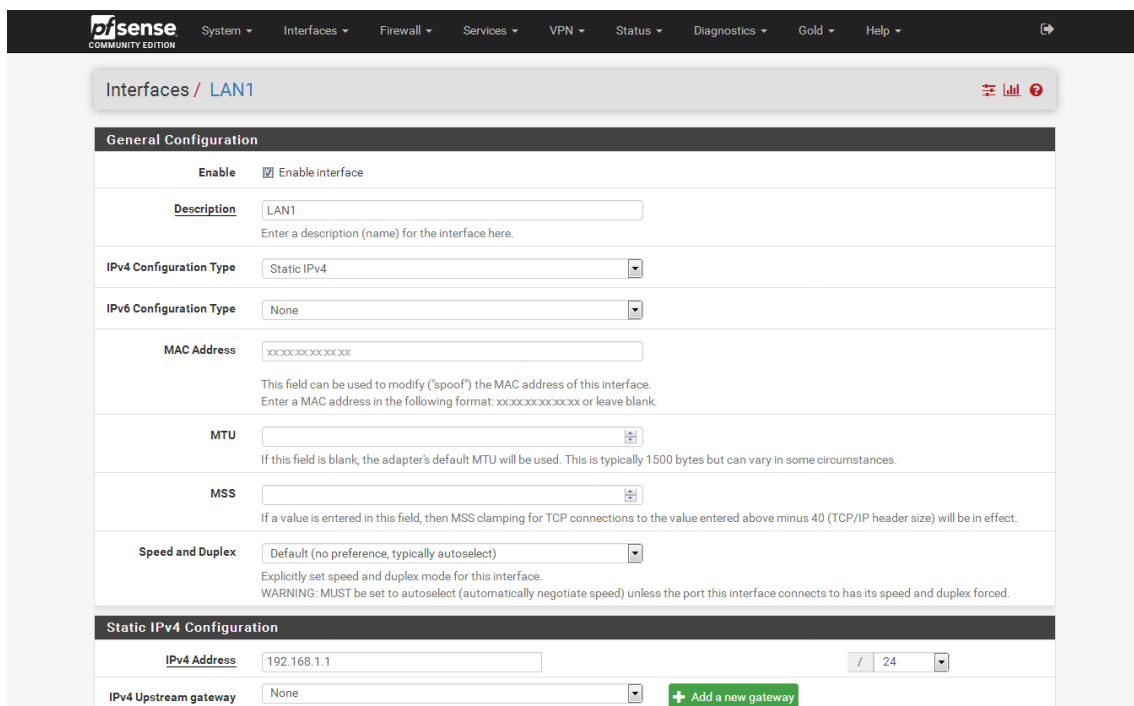 pfsense
COMMUNITY EDITION
System Interfaces Firewall Services VPN Status Diagnostics Gold Help
Interfaces / LAN1
General Configuration
Enable Enable interface
Description LAN1
Enter a description (name) for the interface here.
IPv4 Configuration Type Static IPv4
IPv6 Configuration Type None
MAC Address xx:xx:xx:xx:xx:xx
This field can be used to modify ("spoof") the MAC address of this interface.
Enter a MAC address in the following format: xx:xx:xx:xx:xx:xx or leave blank.
MTU
If this field is blank, the adapter's default MTU will be used. This is typically 1500 bytes but can vary in some circumstances.
MSS
If a value is entered in this field, then MSS clamping for TCP connections to the value entered above minus 40 (TCP/IP header size) will be in effect.
Speed and Duplex Default (no preference, typically autoselect)
Explicitly set speed and duplex mode for this interface.
WARNING: MUST be set to autoselect (automatically negotiate speed) unless the port this interface connects to has its speed and duplex forced.
Static IPv4 Configuration
IPv4 Address 192.168.1.1 / 24
IPv4 Upstream gateway None + Add a new gateway